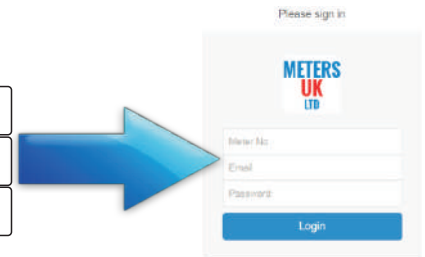 Please sign in
METERS
UK
LTD
Meter No
Email
Password
Login